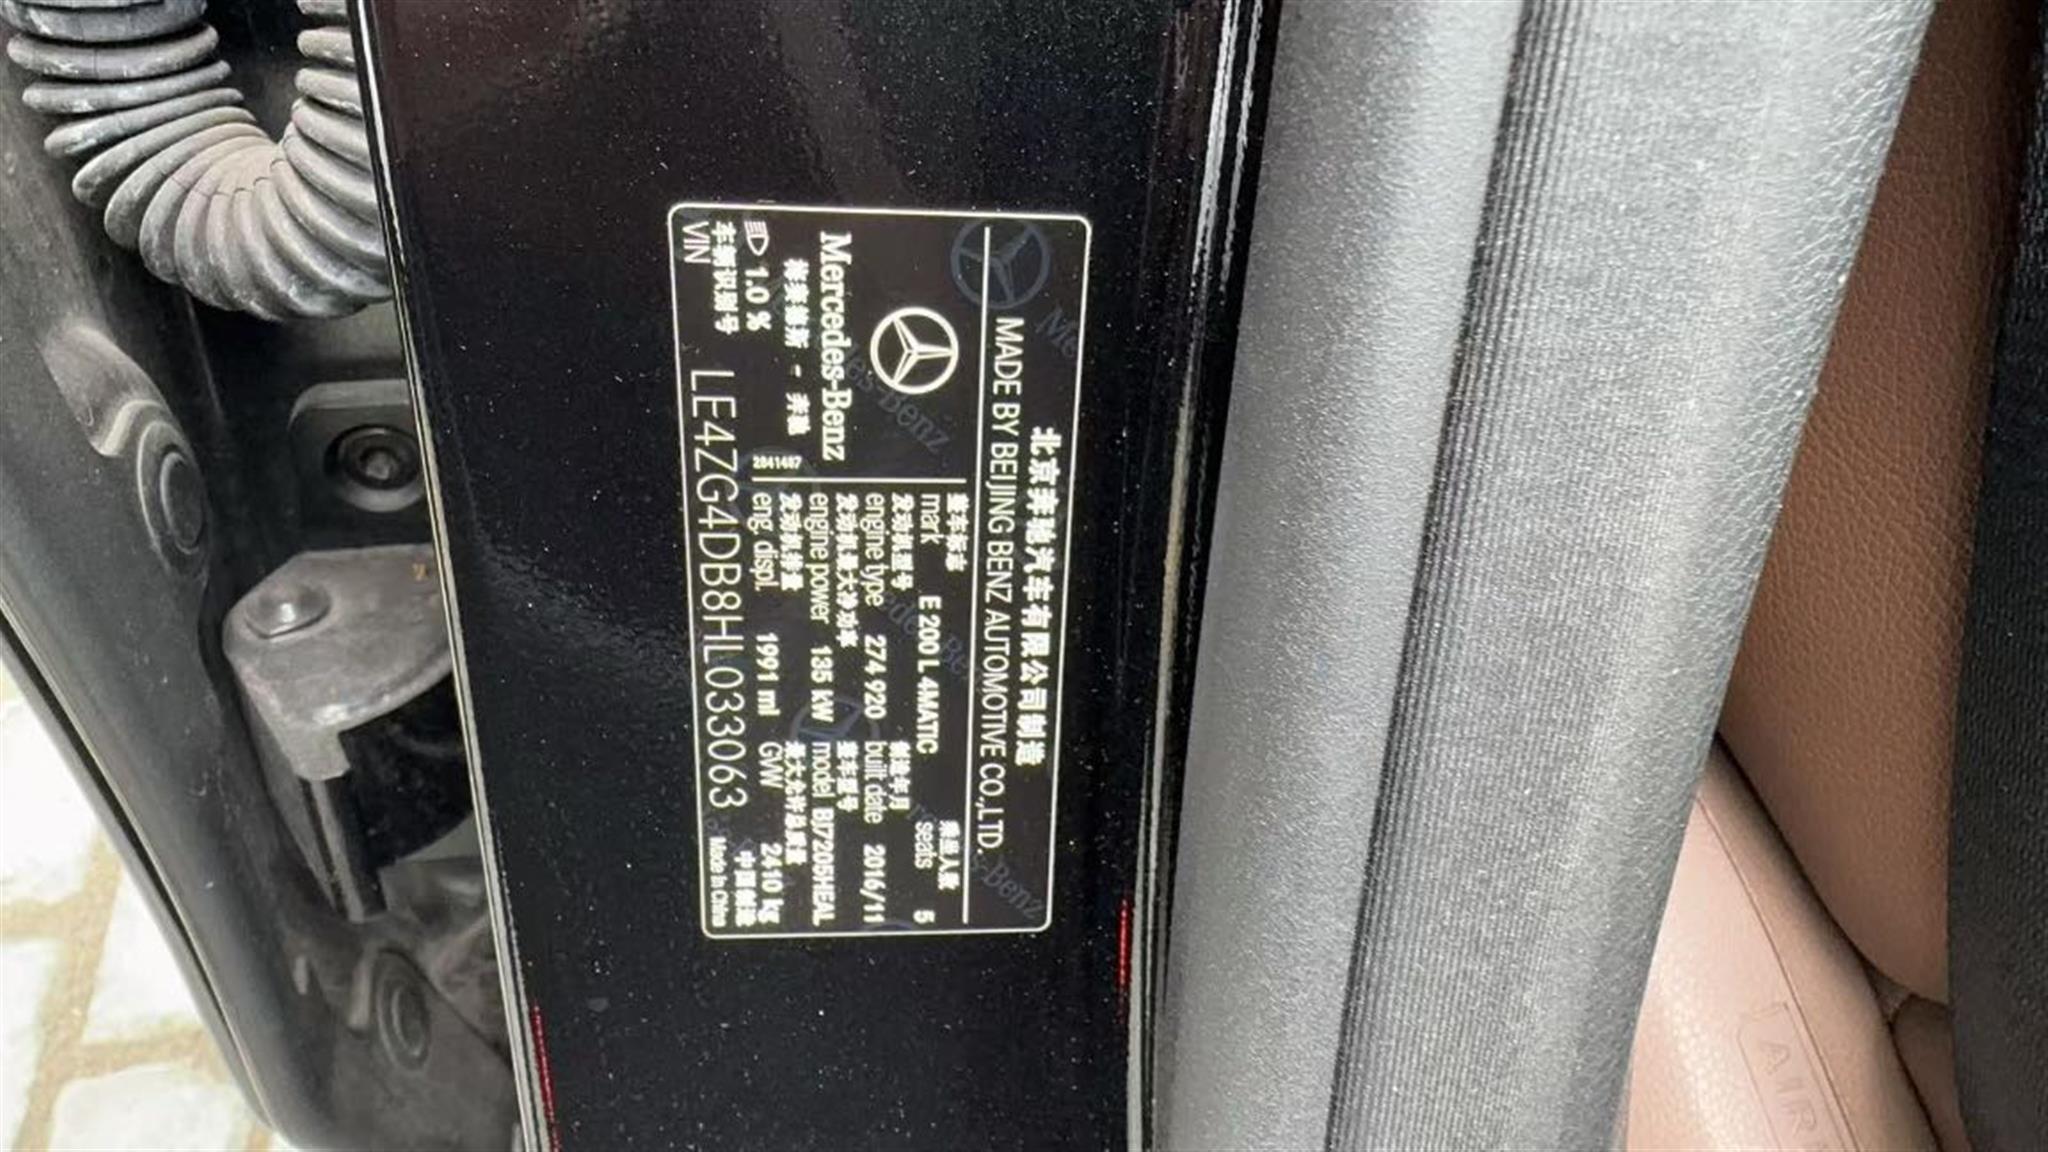 北京奔驰汽车有限公司制造
MADE BY BEIJING BENZ AUTOMOTIVE CO.,LTD.
Mercedes-Benz
梅赛德斯 - 奔驰
1.0 %
2841487
整车标志
mark E 200 L 4MATIC
乘坐人数
seats 5
发动机型号
engine type 274 920
制造年月
built date 2016/11
发动机最大净功率
engine power 135 kW
整车型号
model BJ7205HEAL
发动机排量
eng. displ. 1991 ml
最大允许总质量
GVW 2410 kg
车辆识别号
VIN LE4ZG4DB8HL033063
中国制造
Made in China
AIR